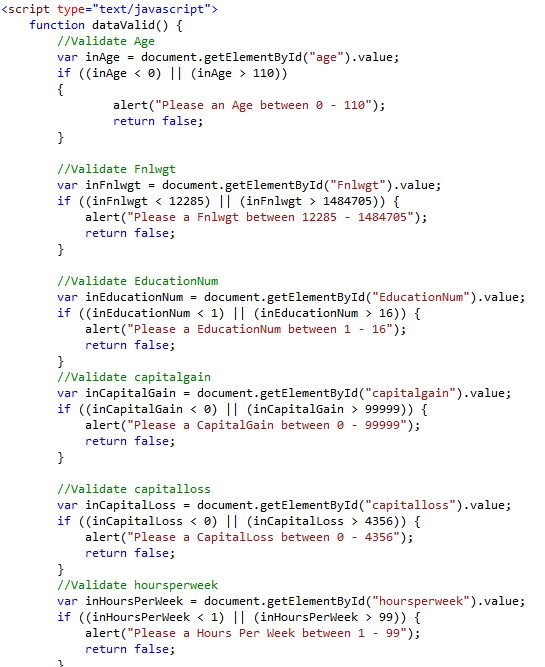 <script type="text/javascript">
    function dataValid() {
        //Validate Age
        var inAge = document.getElementById("age").value;
        if ((inAge < 0) || (inAge > 110))
        {
                alert("Please an Age between 0 - 110");
                return false;
        }

        //Validate Fnlwgt
        var inFnlwgt = document.getElementById("Fnlwgt").value;
        if ((inFnlwgt < 12285) || (inFnlwgt > 1484705)) {
            alert("Please a Fnlwgt between 12285 - 1484705");
            return false;
        }

        //Validate EducationNum
        var inEducationNum = document.getElementById("EducationNum").value;
        if ((inEducationNum < 1) || (inEducationNum > 16)) {
            alert("Please a EducationNum between 1 - 16");
            return false;
        }
        //Validate capitalgain
        var inCapitalGain = document.getElementById("capitalgain").value;
        if ((inCapitalGain < 0) || (inCapitalGain > 99999)) {
            alert("Please a CapitalGain between 0 - 99999");
            return false;
        }

        //Validate capitalloss
        var inCapitalLoss = document.getElementById("capitalloss").value;
        if ((inCapitalLoss < 0) || (inCapitalLoss > 4356)) {
            alert("Please a CapitalLoss between 0 - 4356");
            return false;
        }
        //Validate hoursperweek
        var inHoursPerWeek = document.getElementById("hoursperweek").value;
        if ((inHoursPerWeek < 1) || (inHoursPerWeek > 99)) {
            alert("Please a Hours Per Week between 1 - 99");
            return false;
        }